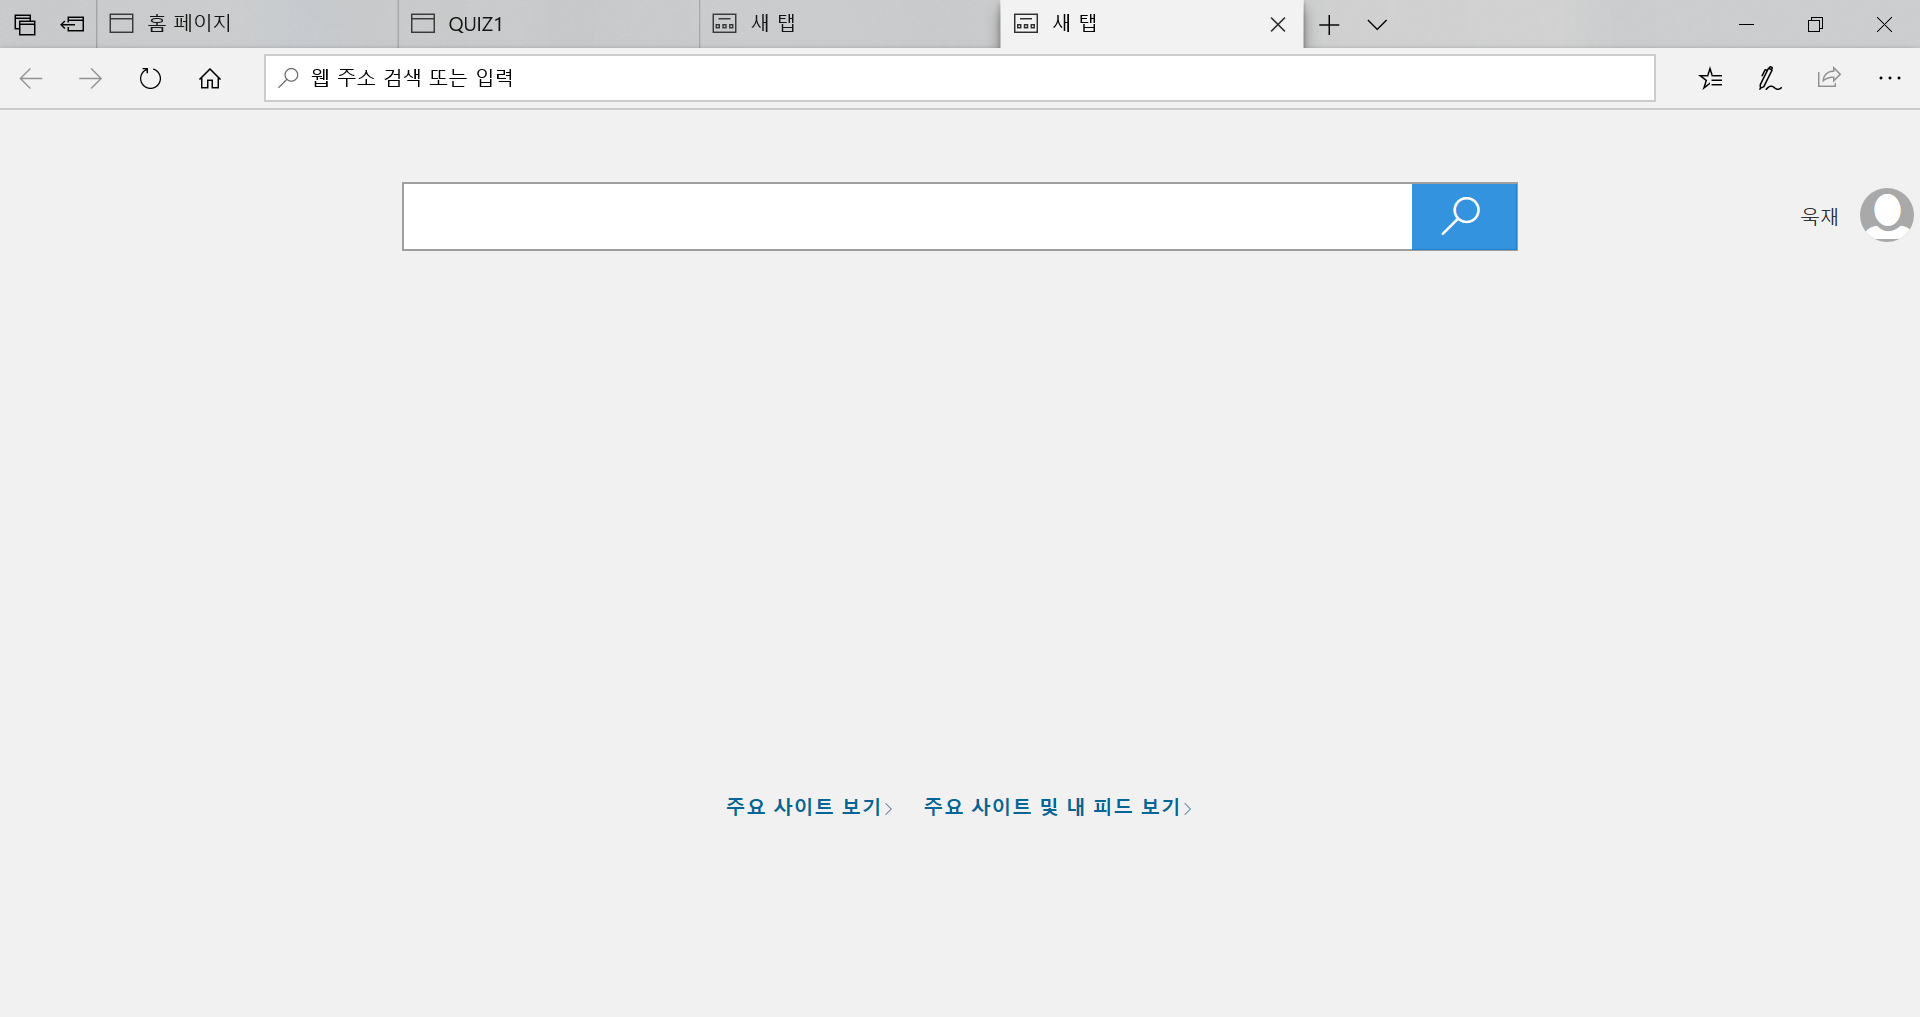 홈 페이지
QUIZ1
새 탭
새 탭
웹 주소 검색 또는 입력
욱재
주요 사이트 보기
주요 사이트 및 내 피드 보기